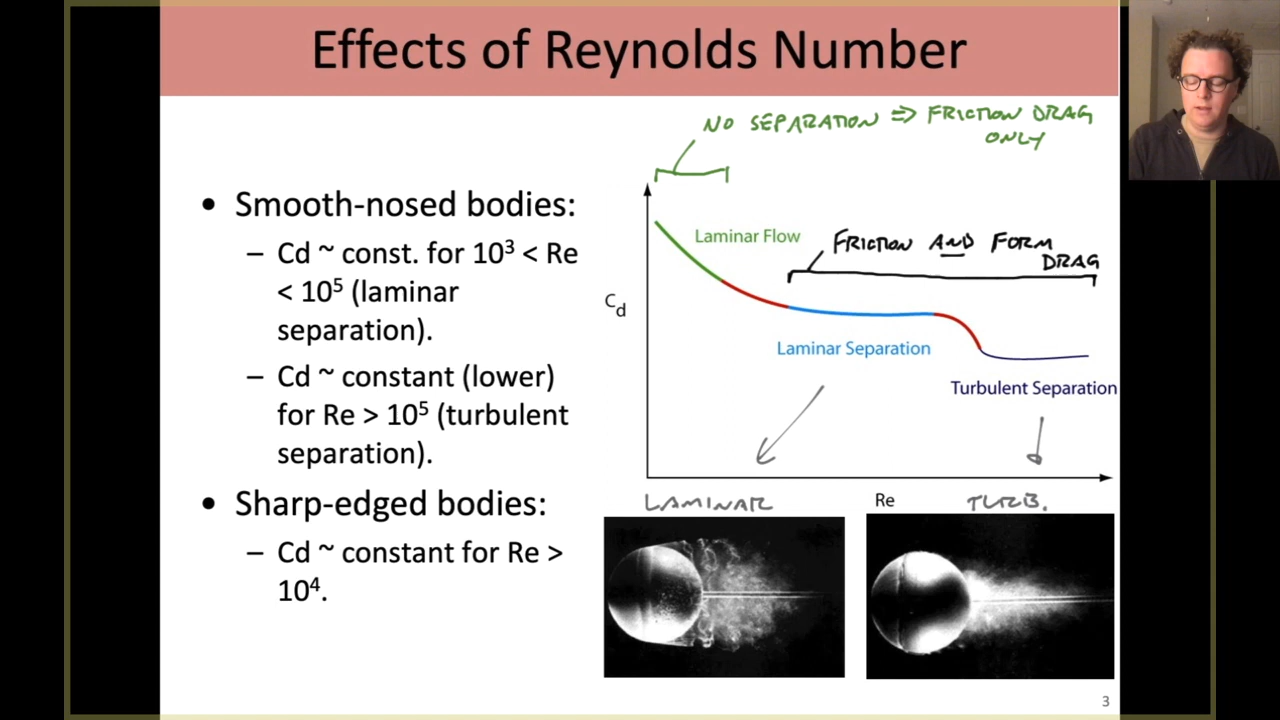 Effects of Reynolds Number
NO SEPARATION ⇒ FRICTION DRAG
ONLY
• Smooth-nosed bodies:
– Cd ~ const. for 10³ < Re
< 10⁵ (laminar
separation).
– Cd ~ constant (lower)
for Re > 10⁵ (turbulent
separation).
• Sharp-edged bodies:
– Cd ~ constant for Re >
10⁴.
Laminar Flow
FRICTION AND FORM
DRAG
Cd
Laminar Separation
Turbulent Separation
LAMINAR
Re
TURB.
3